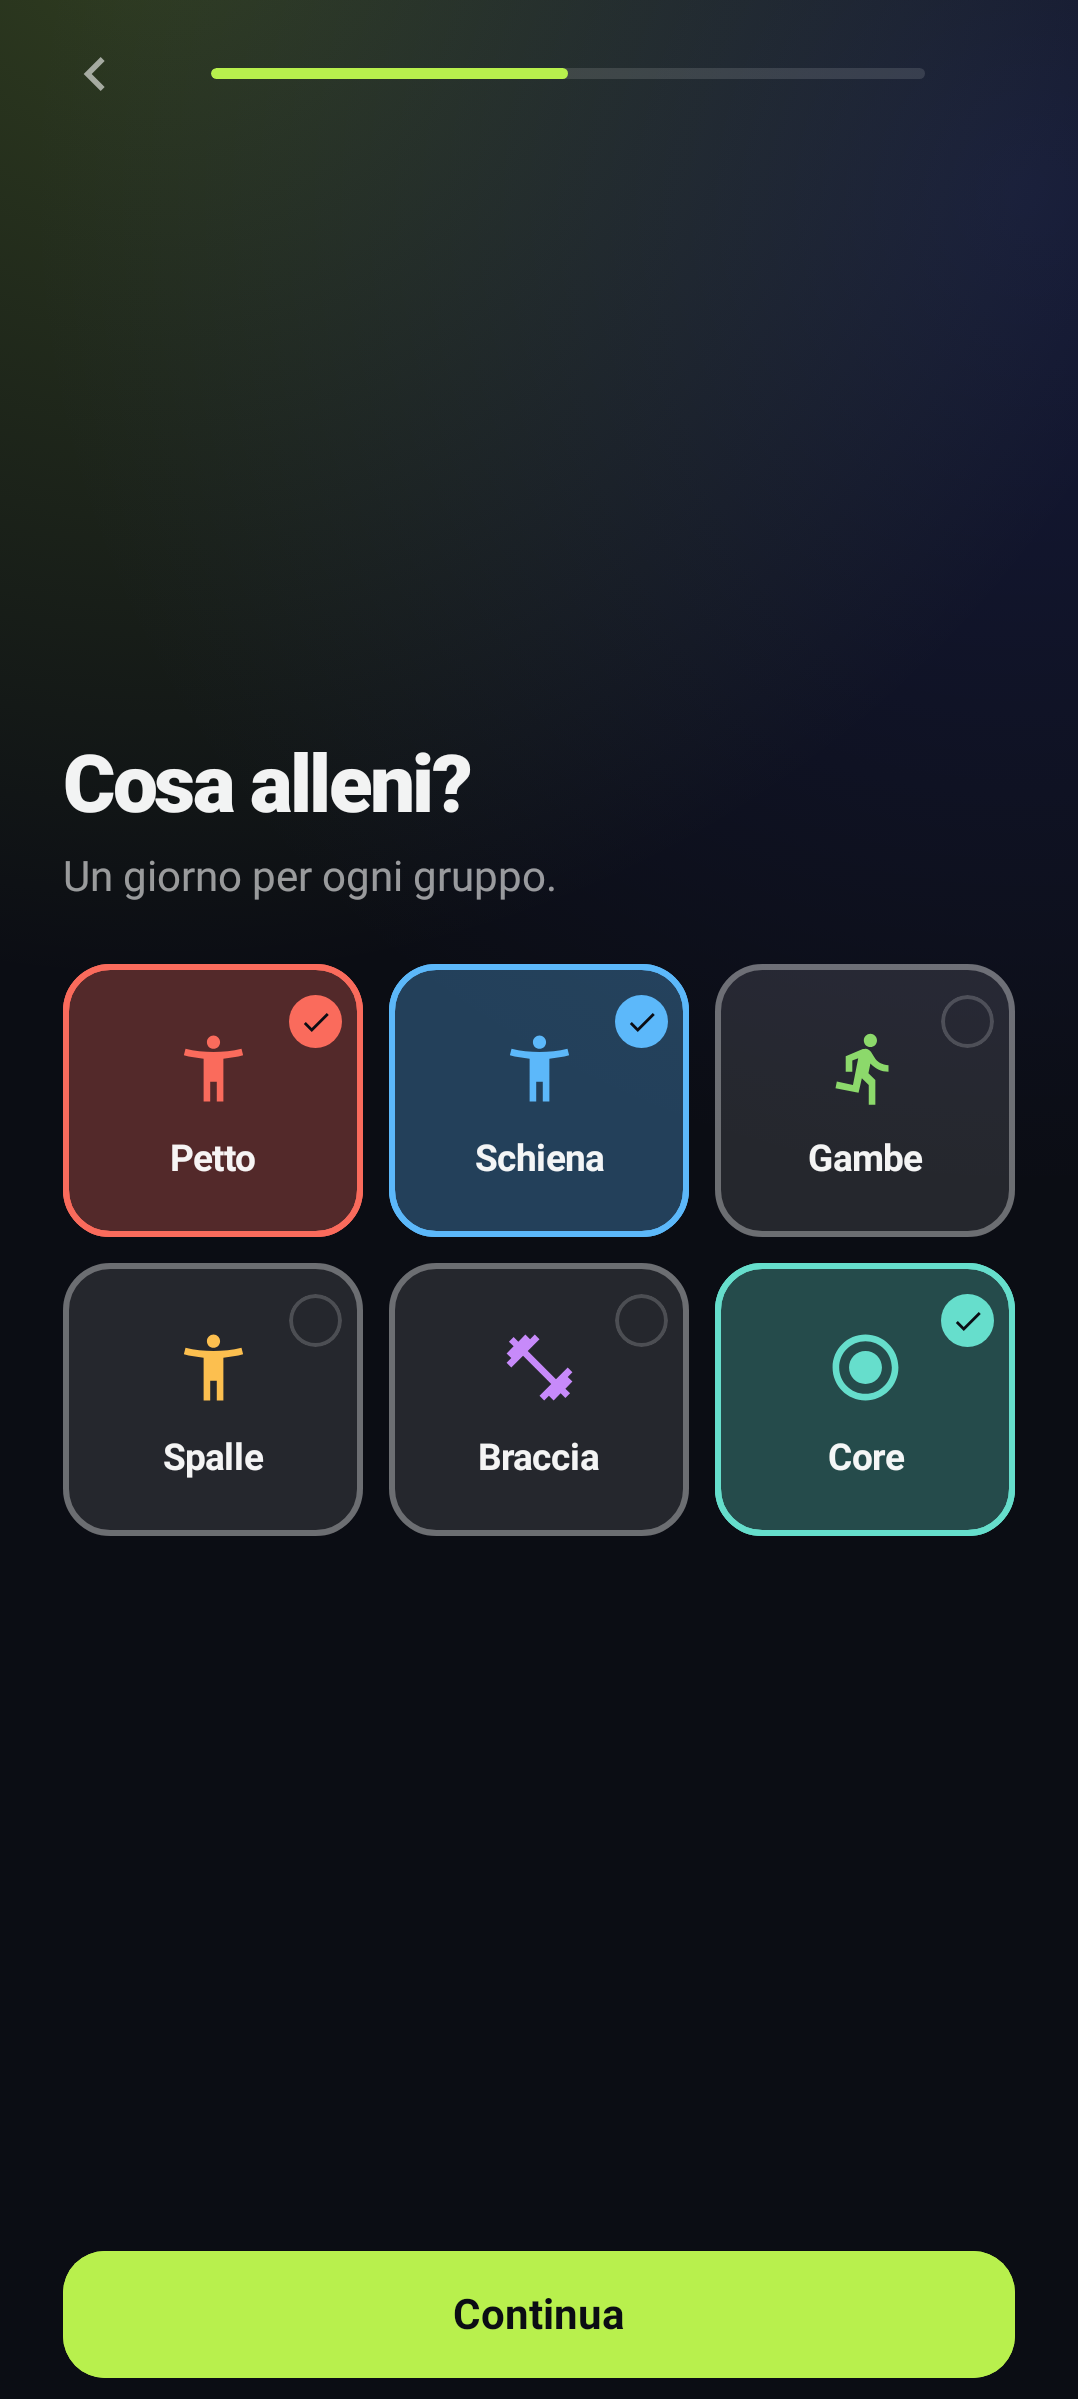 Cosa alleni?
Un giorno per ogni gruppo.
Petto
Schiena
Gambe
Spalle
Braccia
Core
Continua